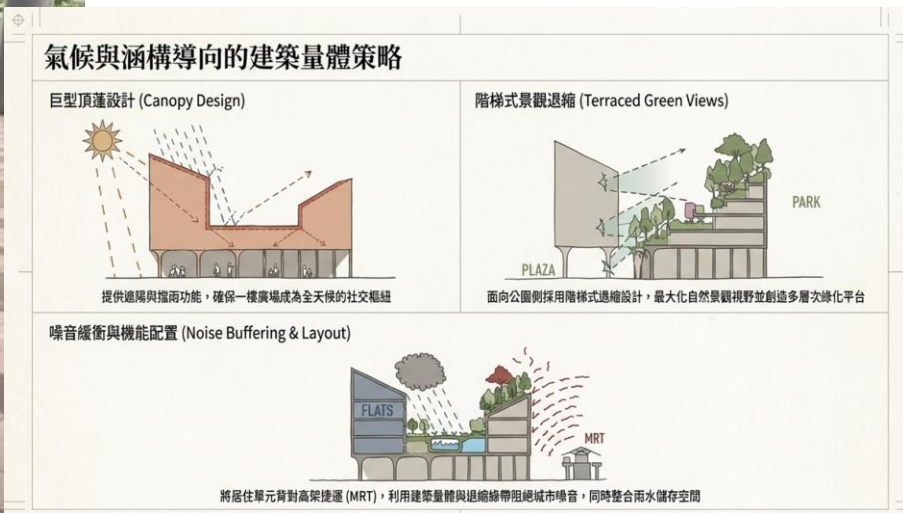 氣候與涵構導向的建築量體策略
巨型頂蓬設計 (Canopy Design)
提供遮陽與擋雨功能，確保一樓廣場成為全天候的社交樞紐
階梯式景觀退縮 (Terraced Green Views)
PARK
PLAZA
面向公園側採用階梯式退縮設計，最大化自然景觀視野並創造多層次綠化平台
噪音緩衝與機能配置 (Noise Buffering & Layout)
FLATS
MRT
將居住單元背對高架捷運 (MRT)，利用建築量體與退縮綠帶阻絕城市噪音，同時整合雨水儲存空間